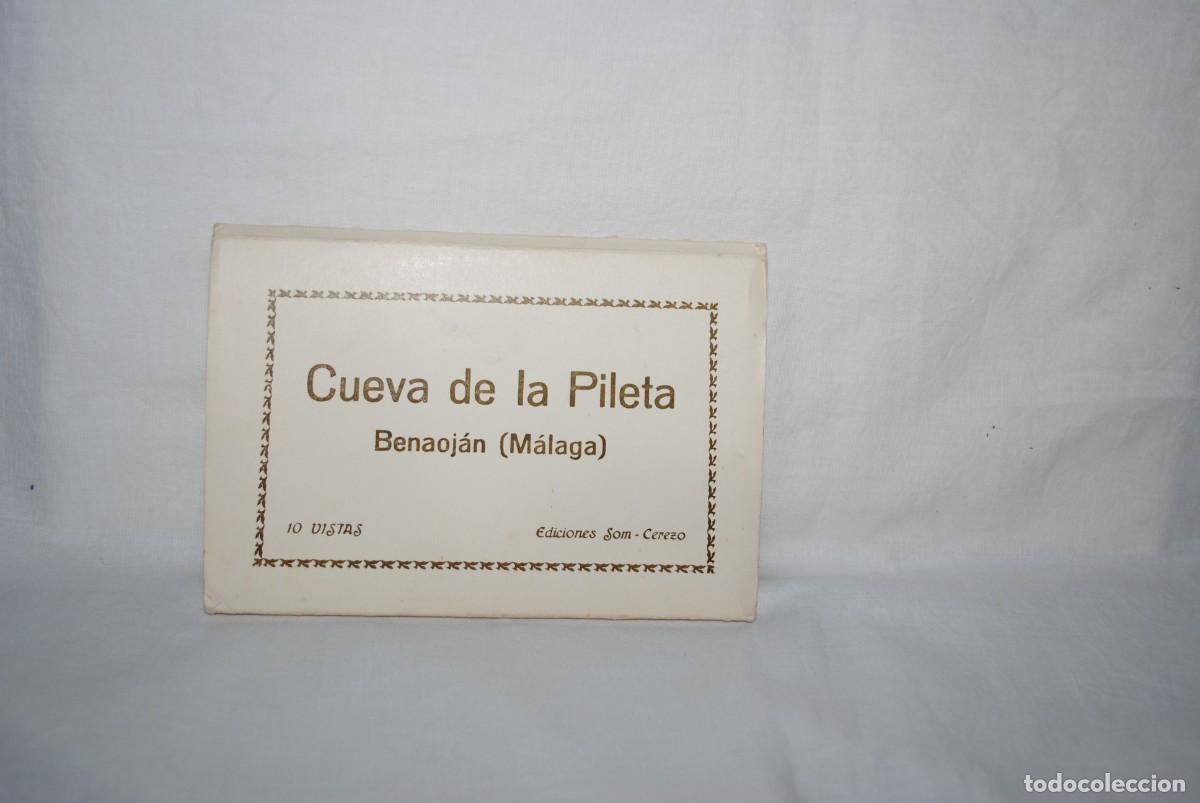 Cueva de la Pileta
Benaoján (Málaga)
10 VISTAS
Ediciones Som - Cerezo
todocoleccion